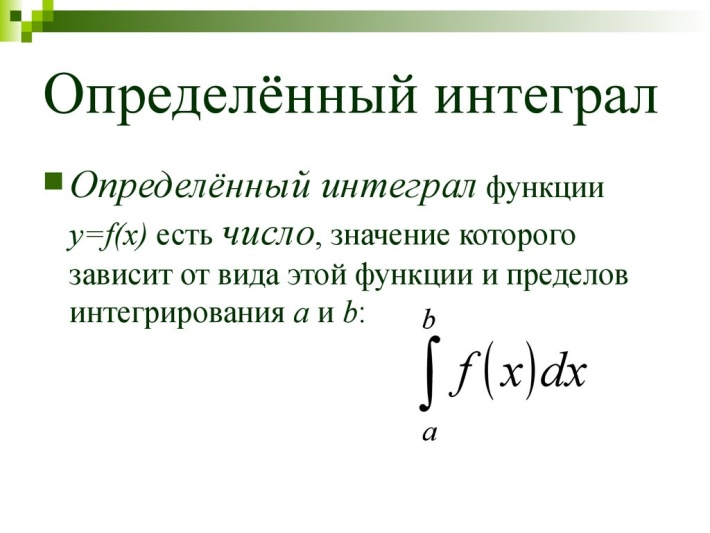 Определённый интеграл
Определённый интеграл функции
y=f(x) есть число, значение которого
зависит от вида этой функции и пределов
интегрирования a и b:
b
∫ f(x)dx
a